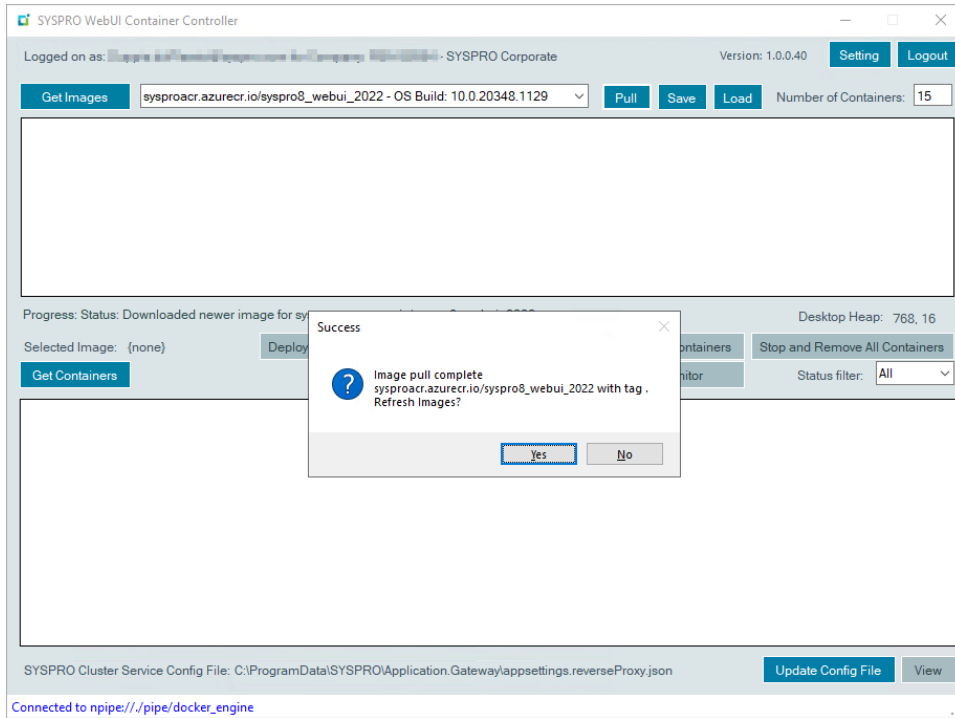 SYSPRO WebUI Container Controller
Logged on as: - SYSPRO Corporate Version: 1.0.0.40 Setting Logout
Get Images sysproacr.azurecr.io/syspro8_webui_2022 - OS Build: 10.0.20348.1129 Pull Save Load Number of Containers: 15
Progress: Status: Downloaded newer image for sy
Desktop Heap: 768, 16
Selected Image: {none} Deploy ontainers Stop and Remove All Containers
Get Containers nitor Status filter: All
Success
Image pull complete
sysproacr.azurecr.io/syspro8_webui_2022 with tag .
Refresh Images?
Yes No
SYSPRO Cluster Service Config File: C:\ProgramData\SYSPRO\Application.Gateway\appsettings.reverseProxy.json Update Config File View
Connected to npipe://./pipe/docker_engine